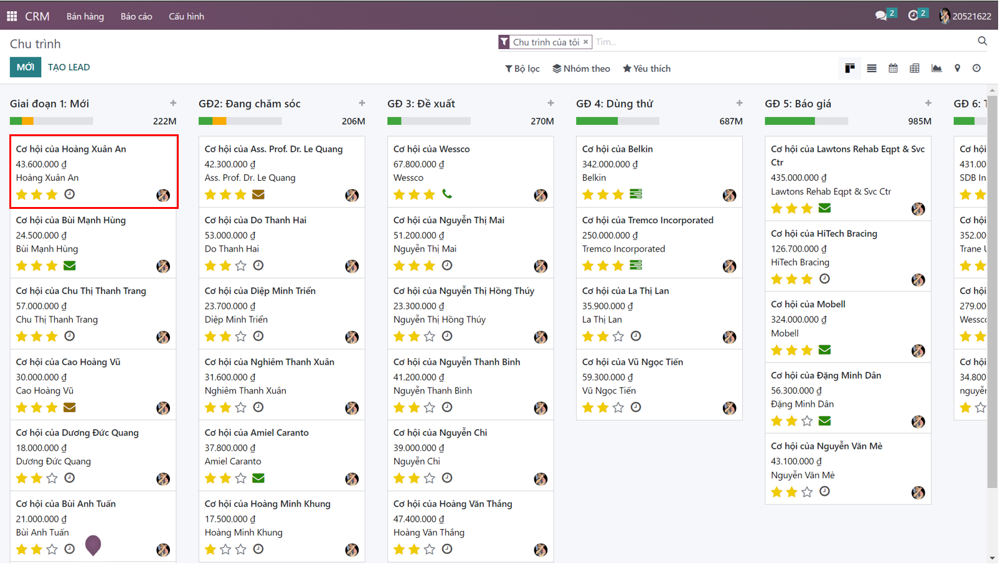 CRM Bán hàng Báo cáo Cấu hình 2 2 20521622
Chu trình
Chu trình của tôi × Tìm...
MỚI TẠO LEAD
Bộ lọc Nhóm theo Yêu thích
Giai đoạn 1: Mới +
222M
Cơ hội của Hoàng Xuân An
43.600.000 ₫
Hoàng Xuân An
Cơ hội của Bùi Mạnh Hùng
24.500.000 ₫
Bùi Mạnh Hùng
Cơ hội của Chu Thị Thanh Trang
57.000.000 ₫
Chu Thị Thanh Trang
Cơ hội của Cao Hoàng Vũ
30.000.000 ₫
Cao Hoàng Vũ
Cơ hội của Dương Đức Quang
18.000.000 ₫
Dương Đức Quang
Cơ hội của Bùi Anh Tuấn
21.000.000 ₫
Bùi Anh Tuấn
GĐ2: Đang chăm sóc +
206M
Cơ hội của Ass. Prof. Dr. Le Quang
42.300.000 ₫
Ass. Prof. Dr. Le Quang
Cơ hội của Do Thanh Hai
53.000.000 ₫
Do Thanh Hai
Cơ hội của Diệp Minh Triển
23.700.000 ₫
Diệp Minh Triển
Cơ hội của Nghiêm Thanh Xuân
31.600.000 ₫
Nghiêm Thanh Xuân
Cơ hội của Amiel Caranto
37.800.000 ₫
Amiel Caranto
Cơ hội của Hoàng Minh Khung
17.500.000 ₫
Hoàng Minh Khung
GĐ 3: Đề xuất +
270M
Cơ hội của Wessco
67.800.000 ₫
Wessco
Cơ hội của Nguyễn Thị Mai
51.200.000 ₫
Nguyễn Thị Mai
Cơ hội của Nguyễn Thị Hồng Thúy
23.300.000 ₫
Nguyễn Thị Hồng Thúy
Cơ hội của Nguyễn Thanh Bình
41.200.000 ₫
Nguyễn Thanh Bình
Cơ hội của Nguyễn Chi
39.000.000 ₫
Nguyễn Chi
Cơ hội của Hoàng Văn Thắng
47.400.000 ₫
Hoàng Văn Thắng
GĐ 4: Dùng thử +
687M
Cơ hội của Belkin
342.000.000 ₫
Belkin
Cơ hội của Tremco Incorporated
250.000.000 ₫
Tremco Incorporated
Cơ hội của La Thị Lan
35.900.000 ₫
La Thị Lan
Cơ hội của Vũ Ngọc Tiến
59.300.000 ₫
Vũ Ngọc Tiến
GĐ 5: Báo giá +
985M
Cơ hội của Lawtons Rehab Eqpt & Svc
Ctr
435.000.000 ₫
Lawtons Rehab Eqpt & Svc Ctr
Cơ hội của HiTech Bracing
126.700.000 ₫
HiTech Bracing
Cơ hội của Mobell
324.000.000 ₫
Mobell
Cơ hội của Đặng Minh Dân
56.300.000 ₫
Đặng Minh Dân
Cơ hội của Nguyễn Văn Mè
43.100.000 ₫
Nguyễn Văn Mè
GĐ 6:
Cơ hội
431.00
SDB In
Cơ hội
352.00
Trane
Cơ hội
279.00
Wessc
Cơ hội
34.800
nguyễn